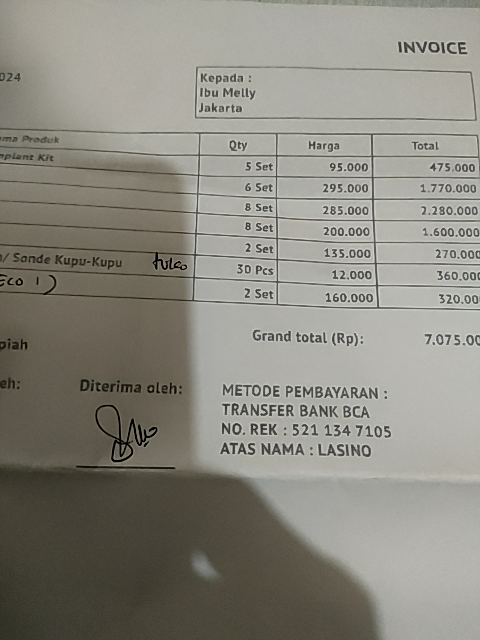 INVOICE
024
Kepada :
Ibu Melly
Jakarta
ma Produk Qty Harga Total
mplant Kit 5 Set 95.000 475.000
6 Set 295.000 1.770.000
8 Set 285.000 2.280.000
8 Set 200.000 1.600.000
2 Set 135.000 270.000
n/ Sonde Kupu-Kupu 30 Pcs 12.000 360.000
ECO 1) 2 Set 160.000 320.00
Grand total (Rp): 7.075.00
piah
eh: Diterima oleh:
METODE PEMBAYARAN :
TRANSFER BANK BCA
NO. REK : 521 134 7105
ATAS NAMA : LASINO